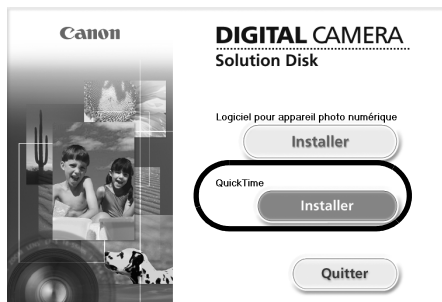 Canon
DIGITAL CAMERA
Solution Disk
Logiciel pour appareil photo numérique
Installer
QuickTime
Installer
Quitter